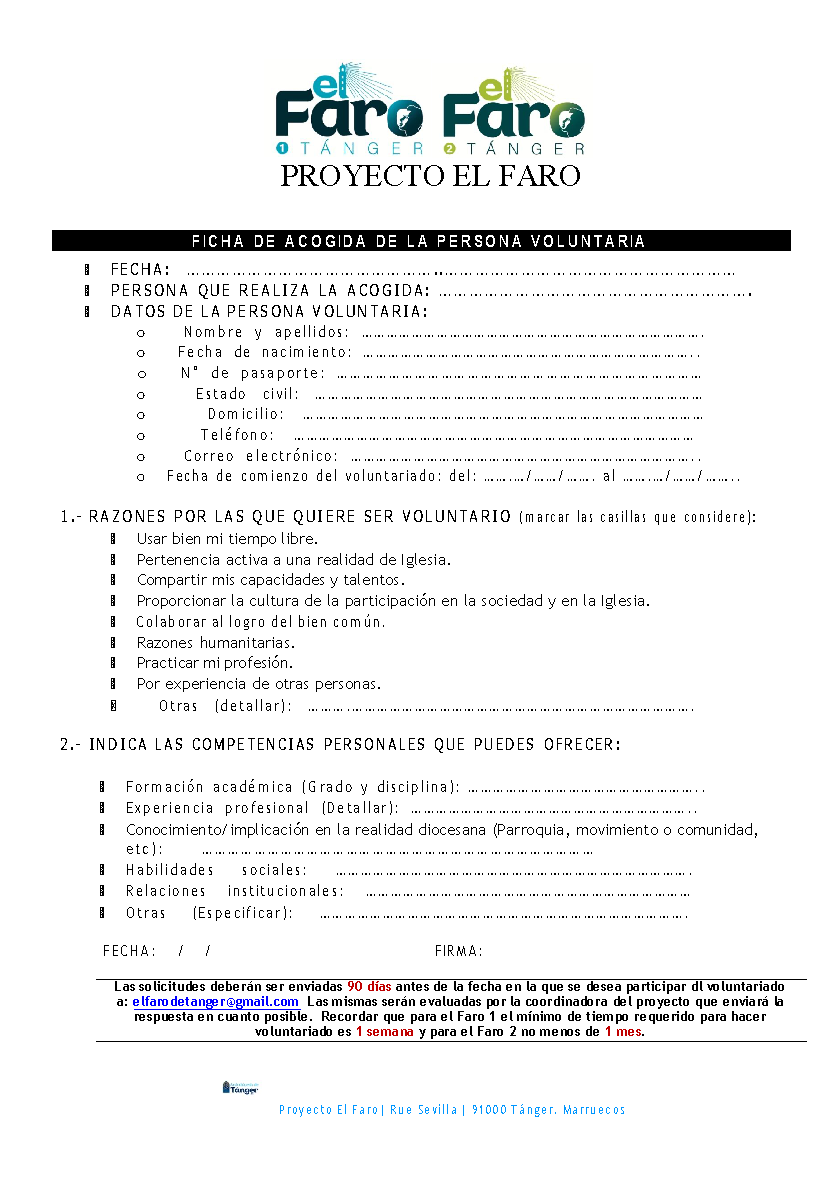 el el
Faro Faro
1 TÁNGER 2 TÁNGER
PROYECTO EL FARO
FICHA DE ACOGIDA DE LA PERSONA VOLUNTARIA
FECHA: ……………………………………………..……………………………………………………
PERSONA QUE REALIZA LA ACOGIDA: …………………………………………………….
DATOS DE LA PERSONA VOLUNTARIA:
o Nombre y apellidos: ……………………………………………………………………….
o Fecha de nacimiento: ……………………………………………………………………..
o N° de pasaporte: ……………………………………………………………………………
o Estado civil: …………………………………………………………………………………
o Domicilio: ……………………………………………………………………………………
o Teléfono: ……………………………………………………………………………………
o Correo electrónico: ………………………………………………………………………..
o Fecha de comienzo del voluntariado: del: ………/……/……. al ………/……/……..
1.- RAZONES POR LAS QUE QUIERE SER VOLUNTARIO (marcar las casillas que considere):
Usar bien mi tiempo libre.
Pertenencia activa a una realidad de Iglesia.
Compartir mis capacidades y talentos.
Proporcionar la cultura de la participación en la sociedad y en la Iglesia.
Colaborar al logro del bien común.
Razones humanitarias.
Practicar mi profesión.
Por experiencia de otras personas.
Otras (detallar): ……………………………………………………………………………….
2.- INDICA LAS COMPETENCIAS PERSONALES QUE PUEDES OFRECER:
Formación académica (Grado y disciplina): ………………………………………………..
Experiencia profesional (Detallar): …………………………………………………………..
Conocimiento/implicación en la realidad diocesana (Parroquia, movimiento o comunidad,
etc): …………………………………………………………………………………
Habilidades sociales: ………………………………………………………………………….
Relaciones institucionales: ……………………………………………………………………
Otras (Especificar): …………………………………………………………………………….
FECHA: / / FIRMA:
Las solicitudes deberán ser enviadas 90 días antes de la fecha en la que se desea participar dl voluntariado
a: elfarodetanger@gmail.com Las mismas serán evaluadas por la coordinadora del proyecto que enviará la
respuesta en cuanto posible. Recordar que para el Faro 1 el mínimo de tiempo requerido para hacer
voluntariado es 1 semana y para el Faro 2 no menos de 1 mes.
Tánger
Proyecto El Faro| Rue Sevilla | 91000 Tánger. Marruecos